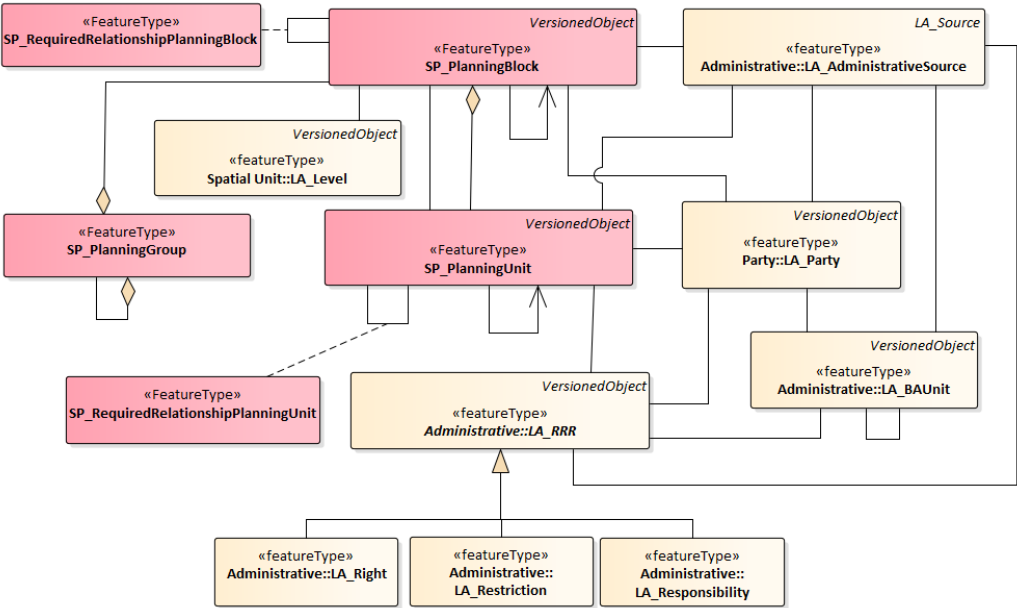 «FeatureType»
SP_RequiredRelationshipPlanningBlock
VersionedObject
«FeatureType»
SP_PlanningBlock
LA_Source
«featureType»
Administrative::LA_AdministrativeSource
VersionedObject
«featureType»
Spatial Unit::LA_Level
«FeatureType»
SP_PlanningGroup
VersionedObject
«FeatureType»
SP_PlanningUnit
VersionedObject
«featureType»
Party::LA_Party
VersionedObject
«featureType»
Administrative::LA_BAUnit
«FeatureType»
SP_RequiredRelationshipPlanningUnit
VersionedObject
«featureType»
Administrative::LA_RRR
«featureType»
Administrative::LA_Right
«featureType»
Administrative::
LA_Restriction
«featureType»
Administrative::
LA_Responsibility